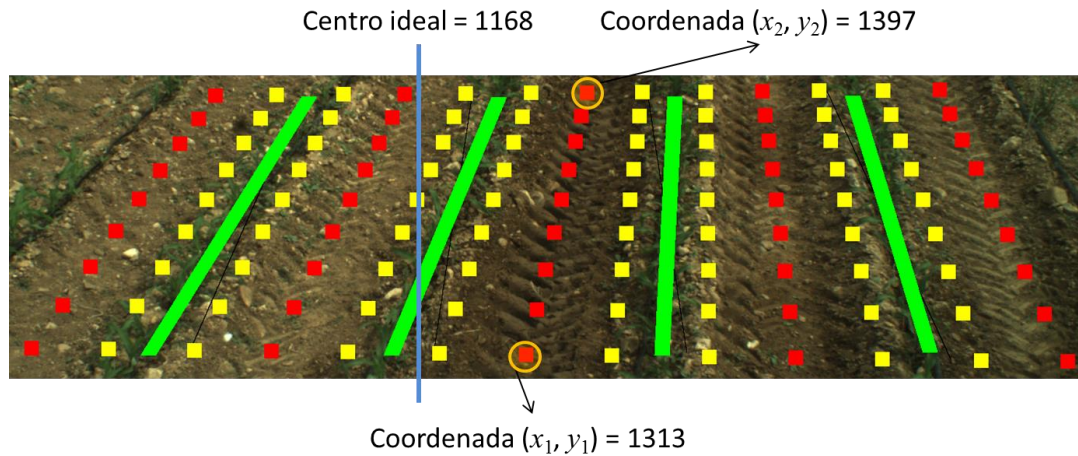 Centro ideal = 1168
Coordenada (x₂, y₂) = 1397
Coordenada (x₁, y₁) = 1313